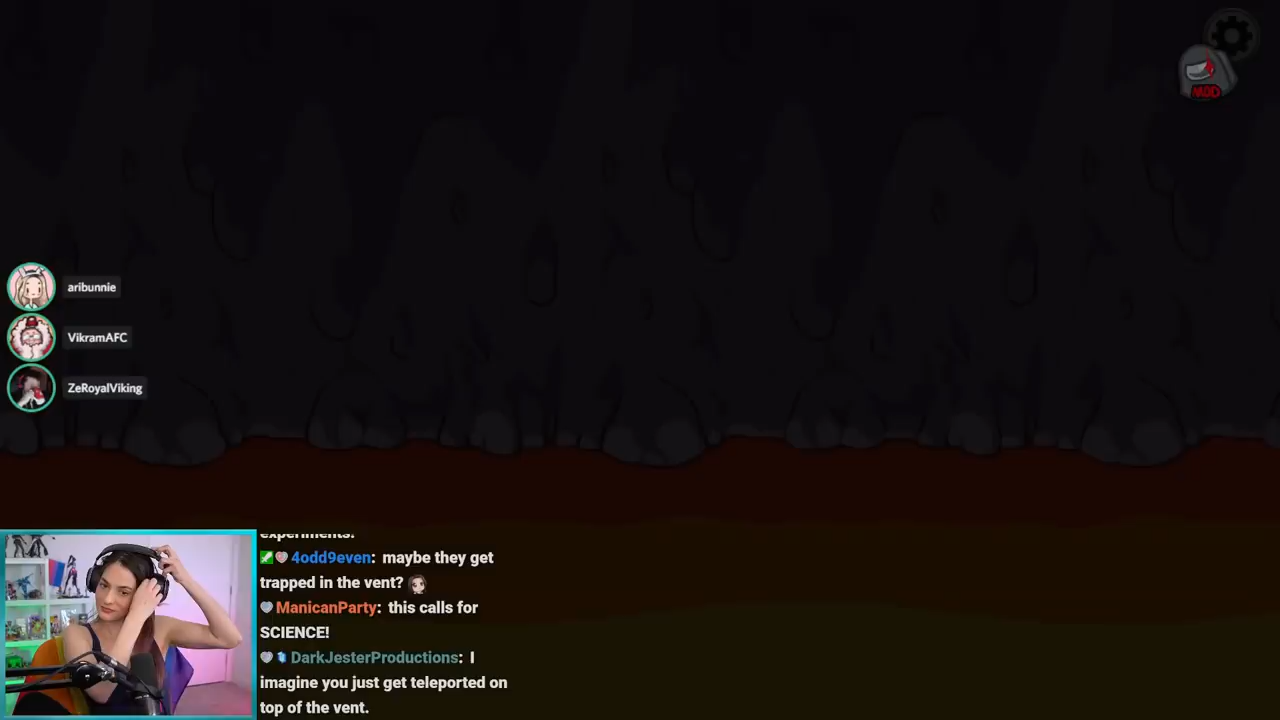 MOD
aribunnie
VikramAFC
ZeRoyalViking
experiments!
4odd9even: maybe they get
trapped in the vent?
ManicanParty: this calls for
SCIENCE!
DarkJesterProductions: I
imagine you just get teleported on
top of the vent.